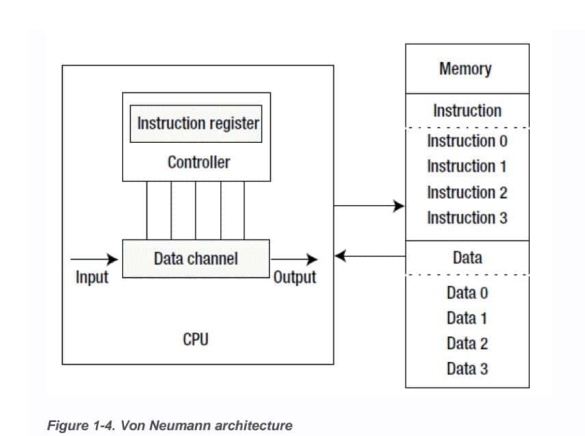 Memory
Instruction
Instruction 0
Instruction 1
Instruction 2
Instruction 3
Data
Data 0
Data 1
Data 2
Data 3
Instruction register
Controller
Data channel
Input
Output
CPU
Figure 1-4. Von Neumann architecture